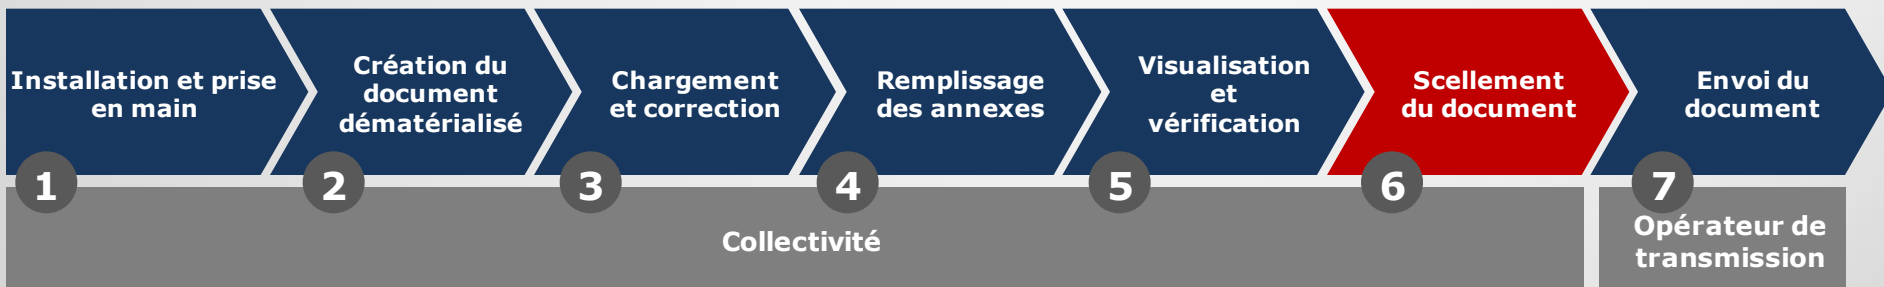 Installation et prise
en main
Création du
document
dématérialisé
Chargement
et correction
Remplissage
des annexes
Visualisation
et
vérification
Scellement
du document
Envoi du
document
1
2
3
4
5
6
7
Collectivité
Opérateur de
transmission